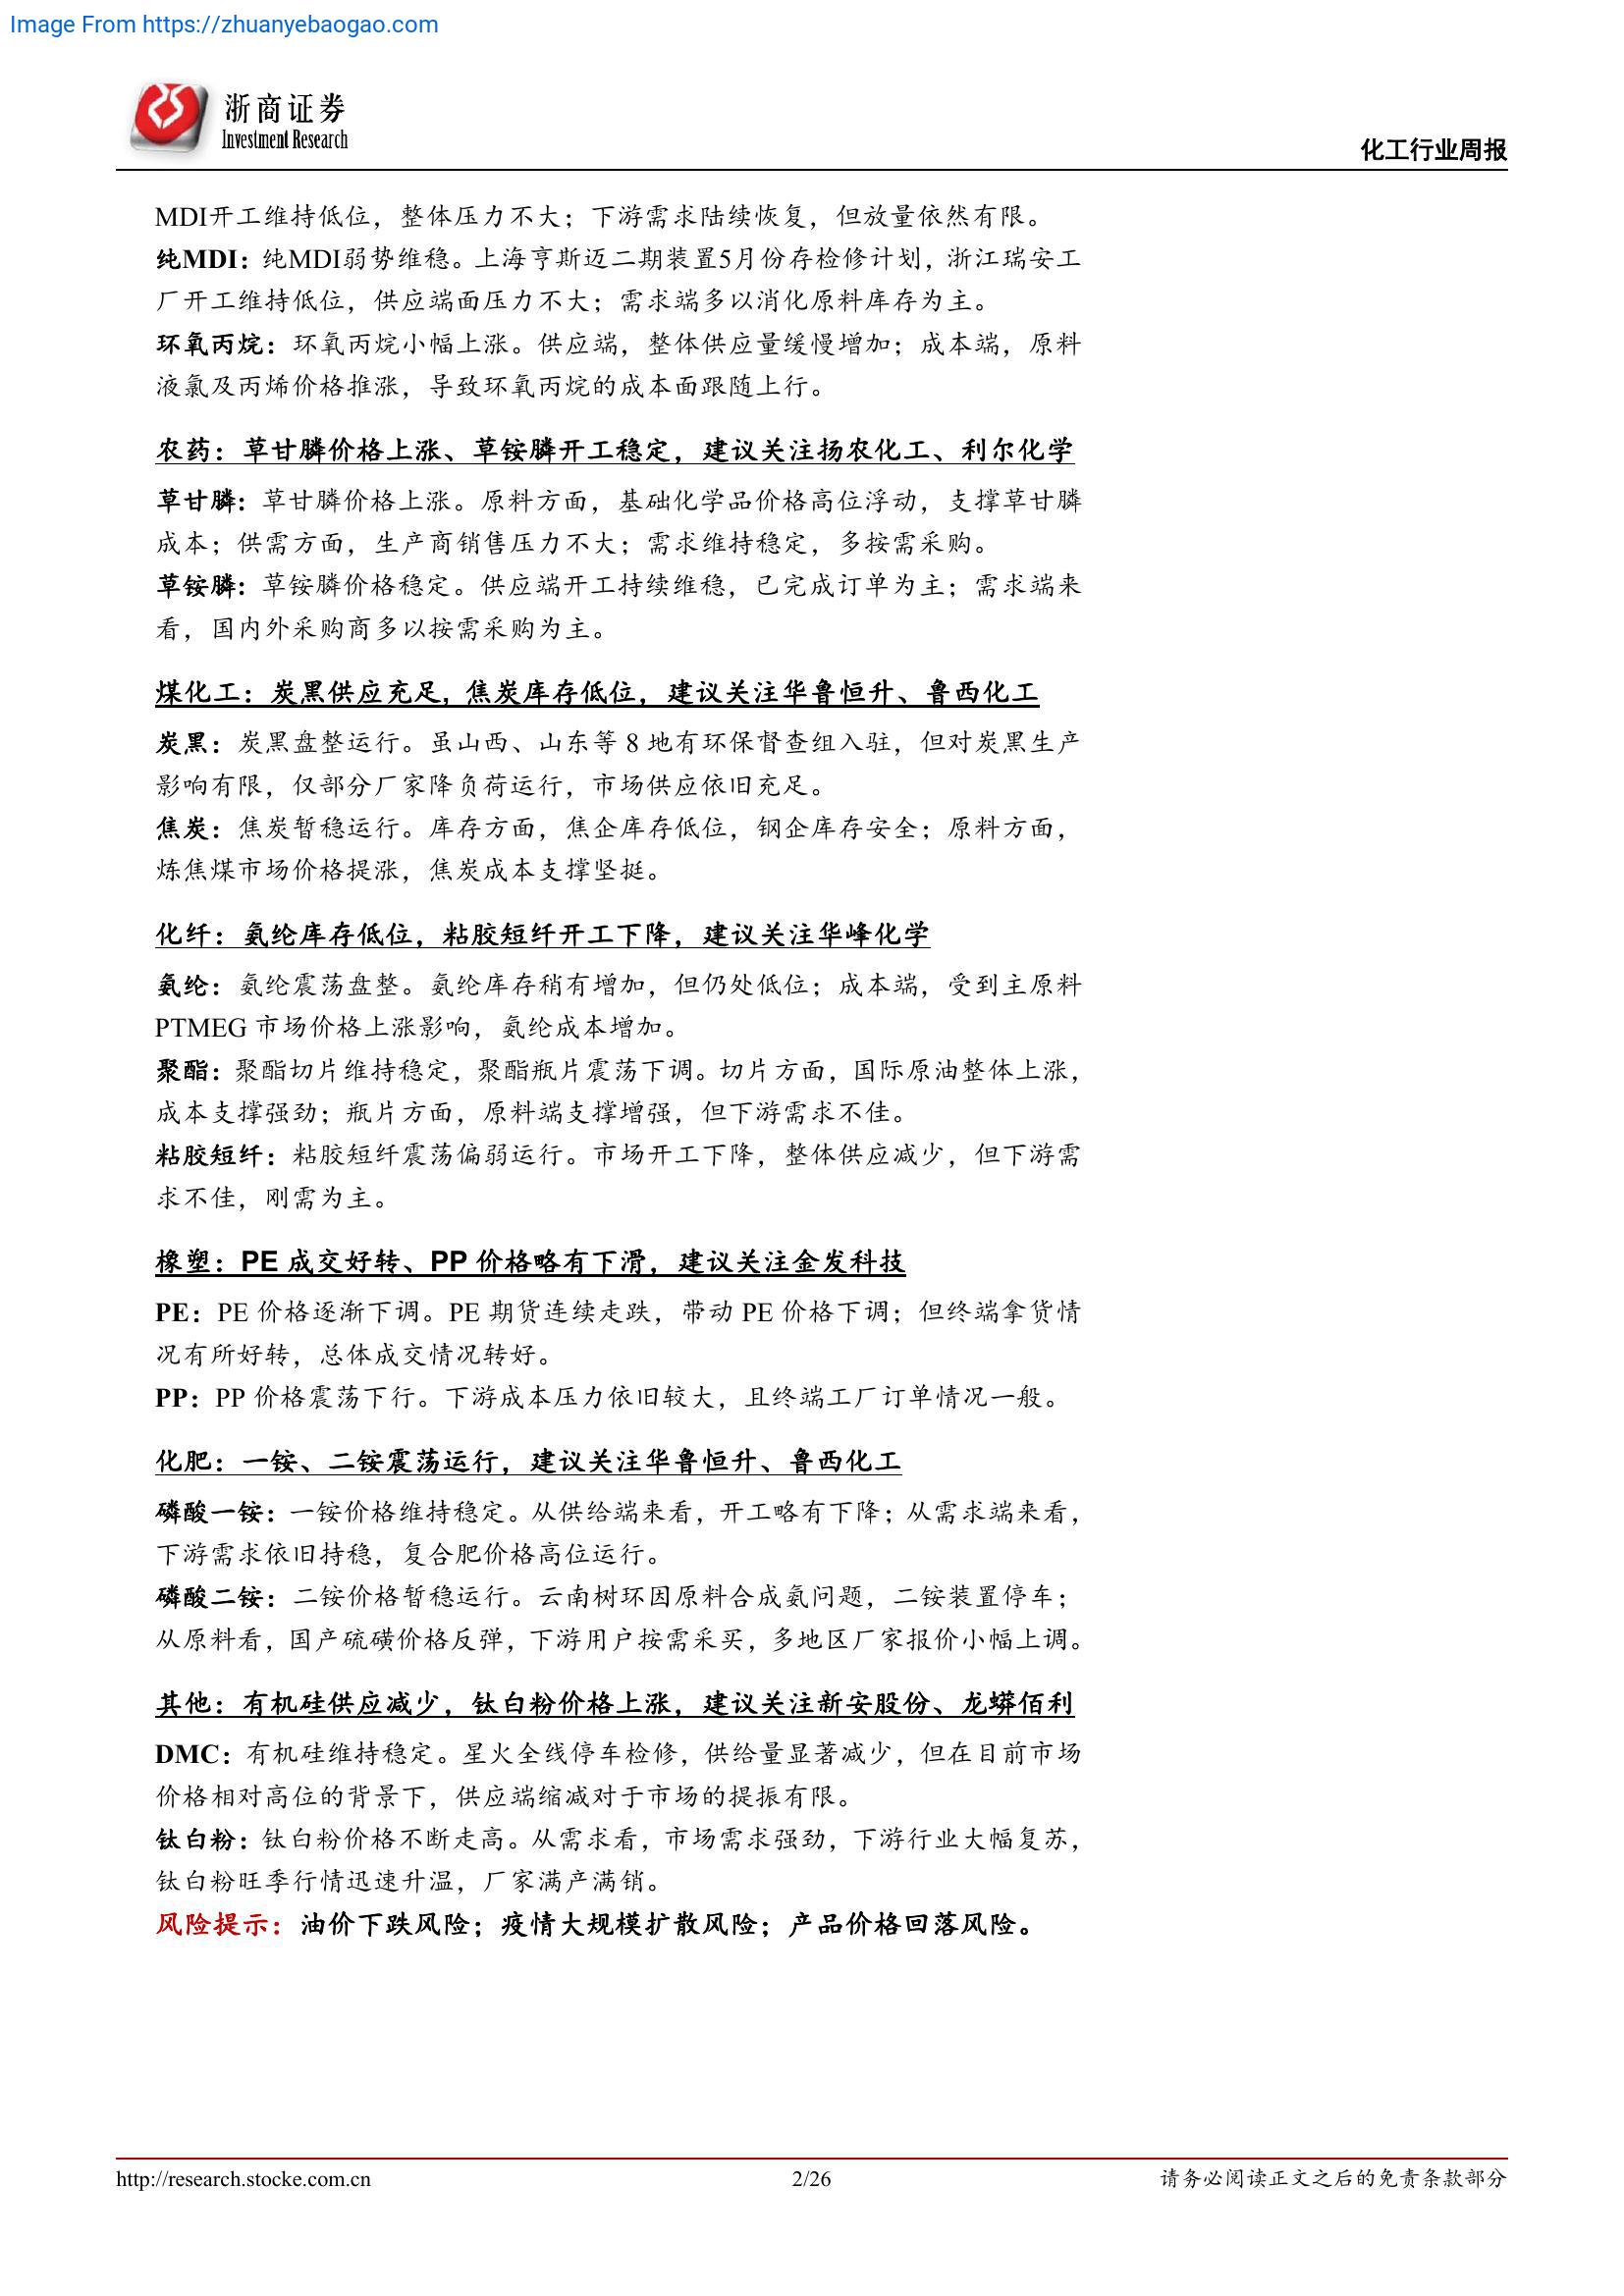 Image From https://zhuanyebaogao.com
浙商证券
Investment Research
化工行业周报
MDI开工维持低位，整体压力不大；下游需求陆续恢复，但放量依然有限。
纯MDI：纯MDI弱势维稳。上海亨斯迈二期装置5月份存检修计划，浙江瑞安工
厂开工维持低位，供应端面压力不大；需求端多以消化原料库存为主。
环氧丙烷：环氧丙烷小幅上涨。供应端，整体供应量缓慢增加；成本端，原料
液氯及丙烯价格推涨，导致环氧丙烷的成本面跟随上行。
农药：草甘膦价格上涨、草铵膦开工稳定，建议关注扬农化工、利尔化学
草甘膦：草甘膦价格上涨。原料方面，基础化学品价格高位浮动，支撑草甘膦
成本；供需方面，生产商销售压力不大；需求维持稳定，多按需采购。
草铵膦：草铵膦价格稳定。供应端开工持续维稳，已完成订单为主；需求端来
看，国内外采购商多以按需采购为主。
煤化工：炭黑供应充足,焦炭库存低位，建议关注华鲁恒升、鲁西化工
炭黑：炭黑盘整运行。虽山西、山东等 8 地有环保督查组入驻，但对炭黑生产
影响有限，仅部分厂家降负荷运行，市场供应依旧充足。
焦炭：焦炭暂稳运行。库存方面，焦企库存低位，钢企库存安全；原料方面，
炼焦煤市场价格提涨，焦炭成本支撑坚挺。
化纤：氨纶库存低位，粘胶短纤开工下降，建议关注华峰化学
氨纶：氨纶震荡盘整。氨纶库存稍有增加，但仍处低位；成本端，受到主原料
PTMEG 市场价格上涨影响，氨纶成本增加。
聚酯：聚酯切片维持稳定，聚酯瓶片震荡下调。切片方面，国际原油整体上涨，
成本支撑强劲；瓶片方面，原料端支撑增强，但下游需求不佳。
粘胶短纤：粘胶短纤震荡偏弱运行。市场开工下降，整体供应减少，但下游需
求不佳，刚需为主。
橡塑：PE 成交好转、PP 价格略有下滑，建议关注金发科技
PE：PE 价格逐渐下调。PE 期货连续走跌，带动 PE 价格下调；但终端拿货情
况有所好转，总体成交情况转好。
PP：PP 价格震荡下行。下游成本压力依旧较大，且终端工厂订单情况一般。
化肥：一铵、二铵震荡运行，建议关注华鲁恒升、鲁西化工
磷酸一铵：一铵价格维持稳定。从供给端来看，开工略有下降；从需求端来看，
下游需求依旧持稳，复合肥价格高位运行。
磷酸二铵：二铵价格暂稳运行。云南树环因原料合成氨问题，二铵装置停车；
从原料看，国产硫磺价格反弹，下游用户按需采买，多地区厂家报价小幅上调。
其他：有机硅供应减少，钛白粉价格上涨，建议关注新安股份、龙蟒佰利
DMC：有机硅维持稳定。星火全线停车检修，供给量显著减少，但在目前市场
价格相对高位的背景下，供应端缩减对于市场的提振有限。
钛白粉：钛白粉价格不断走高。从需求看，市场需求强劲，下游行业大幅复苏，
钛白粉旺季行情迅速升温，厂家满产满销。
风险提示：油价下跌风险；疫情大规模扩散风险；产品价格回落风险。
http://research.stocke.com.cn
2/26
请务必阅读正文之后的免责条款部分